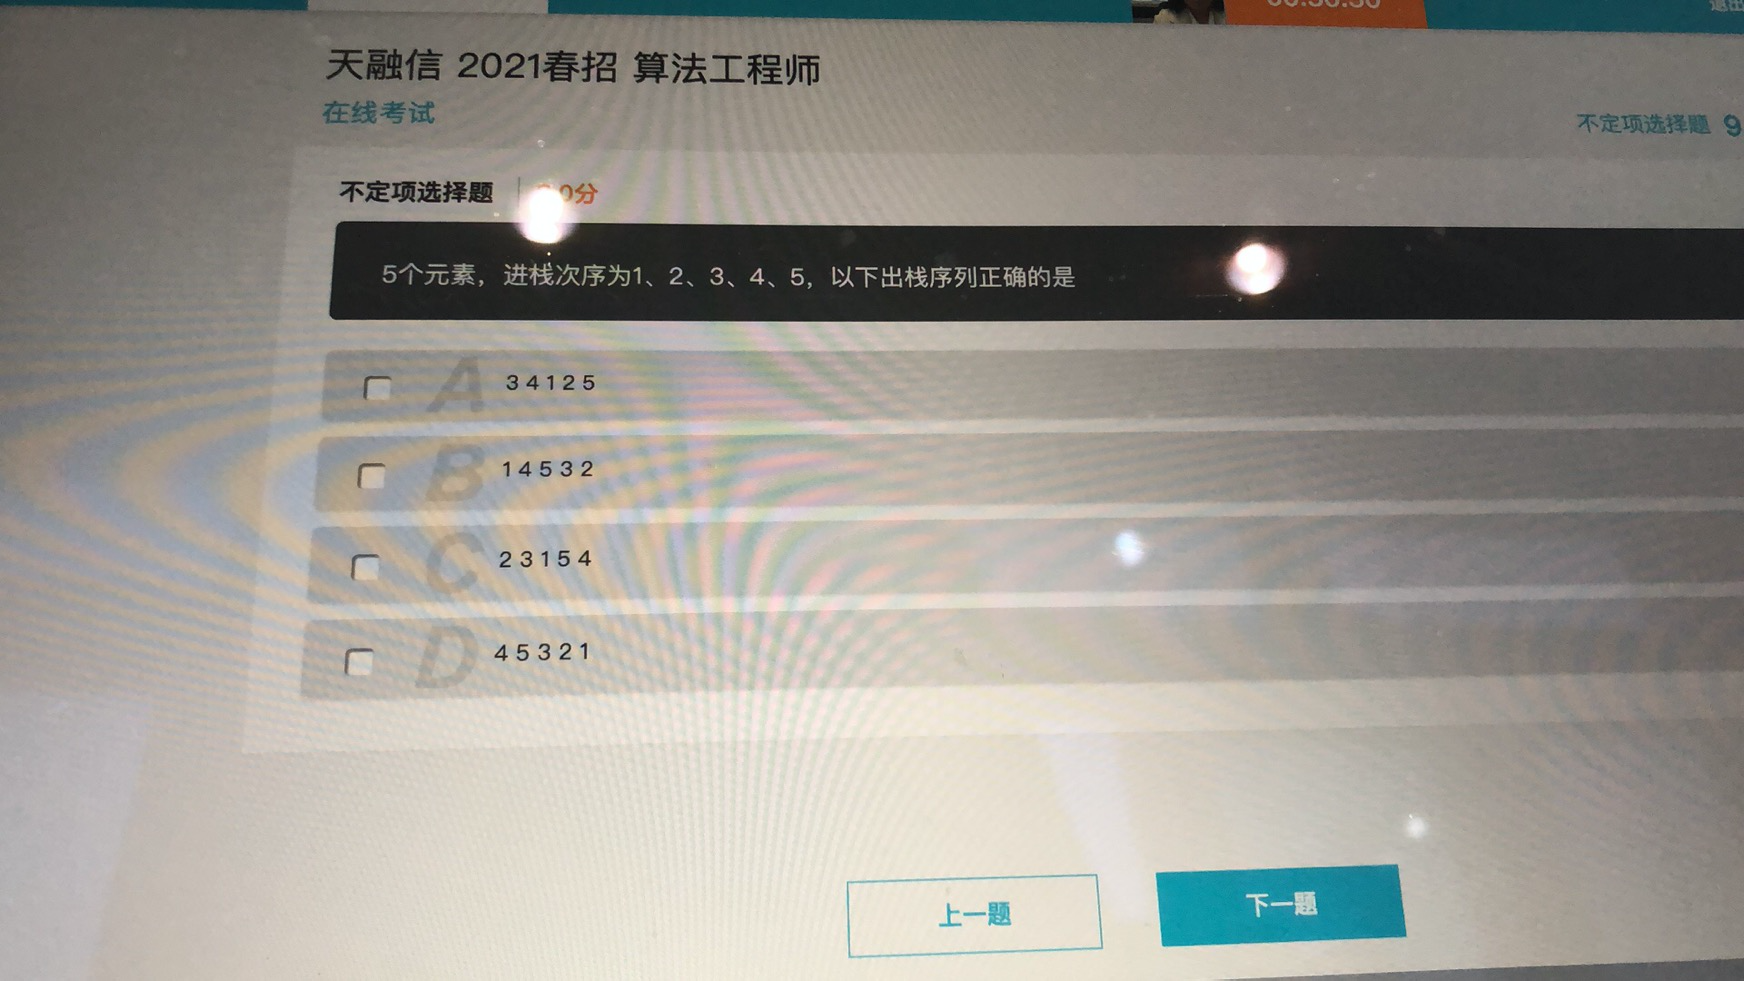 天融信 2021春招 算法工程师
在线考试
不定项选择题 9
不定项选择题
0分
5个元素，进栈次序为1、2、3、4、5，以下出栈序列正确的是
A 3 4 1 2 5
B 1 4 5 3 2
C 2 3 1 5 4
D 4 5 3 2 1
上一题
下一题